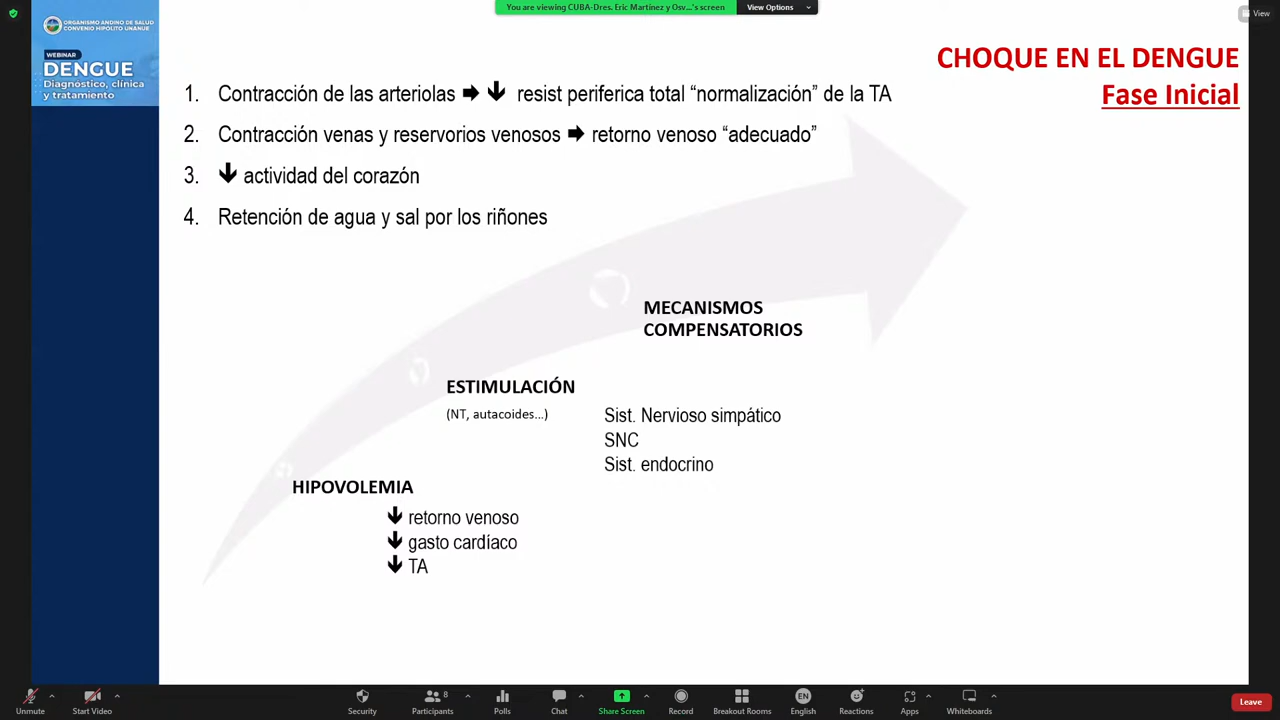 You are viewing CUBA-Dres. Eric Martinez y Osv...'s screen
View Options
View
ORGANISMO ANDINO DE SALUD
CONVENIO HIPÓLITO UNANUE
WEBINAR
DENGUE
Diagnóstico, clínica
y tratamiento
CHOQUE EN EL DENGUE
Fase Inicial
1. Contracción de las arteriolas 🡆 🡇 resist periferica total “normalización” de la TA
2. Contracción venas y reservorios venosos 🡆 retorno venoso “adecuado”
3. 🡇 actividad del corazón
4. Retención de agua y sal por los riñones
MECANISMOS
COMPENSATORIOS
ESTIMULACIÓN
(NT, autacoides...)
Sist. Nervioso simpático
SNC
Sist. endocrino
HIPOVOLEMIA
🡇 retorno venoso
🡇 gasto cardíaco
🡇 TA
Unmute
Start Video
Security
Participants
8
Polls
Chat
Share Screen
Record
Breakout Rooms
EN
English
Reactions
Apps
Whiteboards
Leave